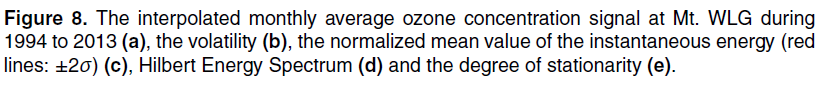 Figure 8. The interpolated monthly average ozone concentration signal at Mt. WLG during
1994 to 2013 (a), the volatility (b), the normalized mean value of the instantaneous energy (red
lines: ±2σ) (c), Hilbert Energy Spectrum (d) and the degree of stationarity (e).